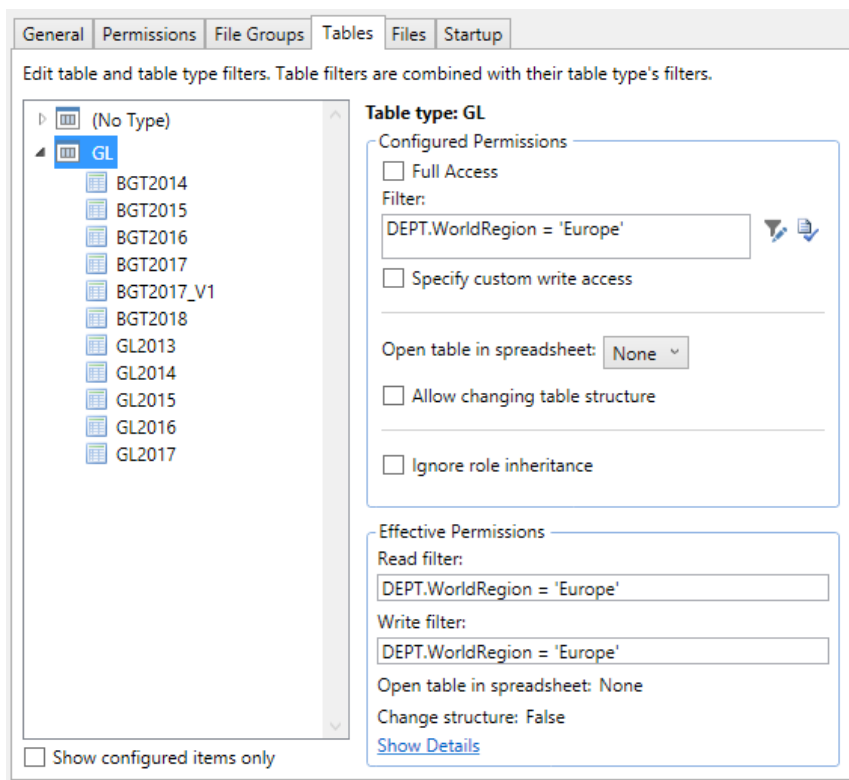 General Permissions File Groups Tables Files Startup
Edit table and table type filters. Table filters are combined with their table type's filters.
(No Type)
GL
BGT2014
BGT2015
BGT2016
BGT2017
BGT2017_V1
BGT2018
GL2013
GL2014
GL2015
GL2016
GL2017
Show configured items only
Table type: GL
Configured Permissions
Full Access
Filter:
DEPT.WorldRegion = 'Europe'
Specify custom write access
Open table in spreadsheet: None
Allow changing table structure
Ignore role inheritance
Effective Permissions
Read filter:
DEPT.WorldRegion = 'Europe'
Write filter:
DEPT.WorldRegion = 'Europe'
Open table in spreadsheet: None
Change structure: False
Show Details